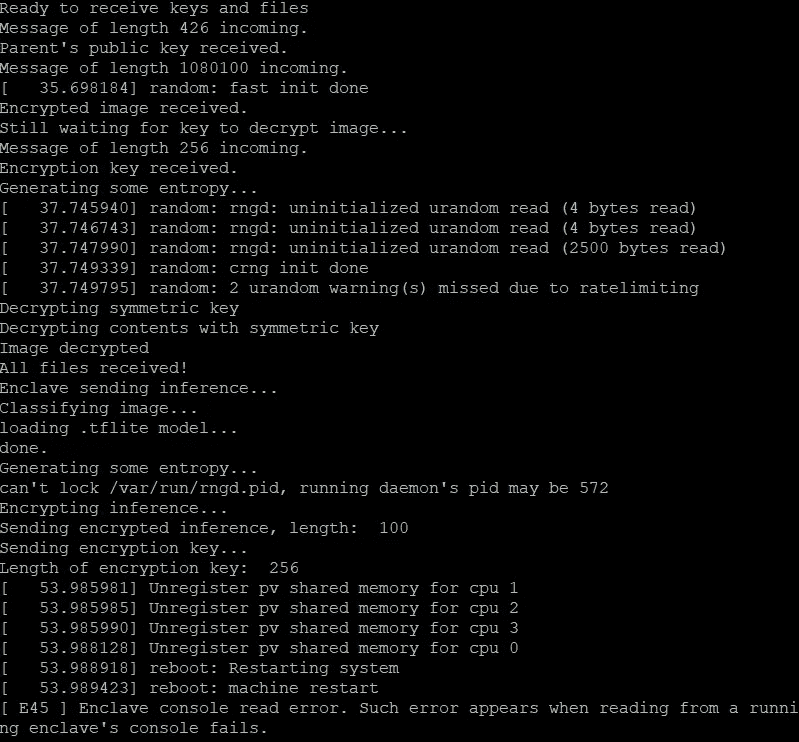 Ready to receive keys and files
Message of length 426 incoming.
Parent's public key received.
Message of length 1080100 incoming.
[   35.698184] random: fast init done
Encrypted image received.
Still waiting for key to decrypt image...
Message of length 256 incoming.
Encryption key received.
Generating some entropy...
[   37.745940] random: rngd: uninitialized urandom read (4 bytes read)
[   37.746743] random: rngd: uninitialized urandom read (4 bytes read)
[   37.747990] random: rngd: uninitialized urandom read (2500 bytes read)
[   37.749339] random: crng init done
[   37.749795] random: 2 urandom warning(s) missed due to ratelimiting
Decrypting symmetric key
Decrypting contents with symmetric key
Image decrypted
All files received!
Enclave sending inference...
Classifying image...
loading .tflite model...
done.
Generating some entropy...
can't lock /var/run/rngd.pid, running daemon's pid may be 572
Encrypting inference...
Sending encrypted inference, length:  100
Sending encryption key...
Length of encryption key:  256
[   53.985981] Unregister pv shared memory for cpu 1
[   53.985985] Unregister pv shared memory for cpu 2
[   53.985990] Unregister pv shared memory for cpu 3
[   53.988128] Unregister pv shared memory for cpu 0
[   53.988918] reboot: Restarting system
[   53.989423] reboot: machine restart
[ E45 ] Enclave console read error. Such error appears when reading from a runni
ng enclave's console fails.